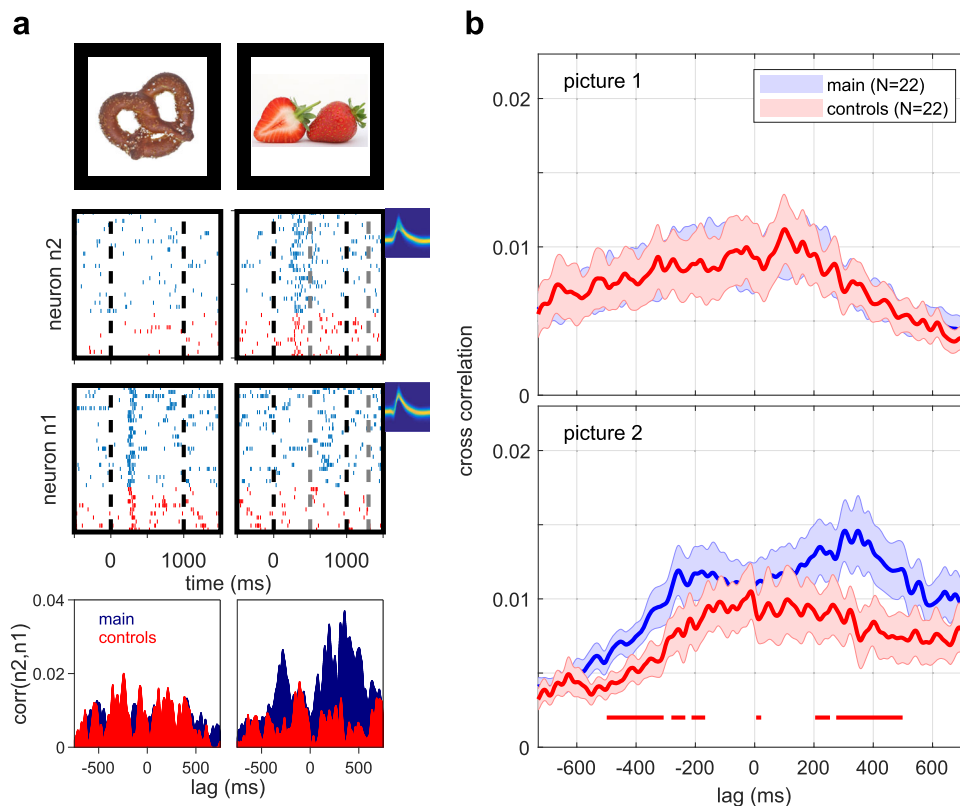 a
neuron n2
neuron n1
0 1000 0 1000
time (ms)
0.04
0.02
0
corr(n2,n1)
main
controls
-500 0 500 -500 0 500
lag (ms)
b
picture 1
main (N=22)
controls (N=22)
0.02
0.01
0
cross correlation
picture 2
0.02
0.01
0
-600 -400 -200 0 200 400 600
lag (ms)